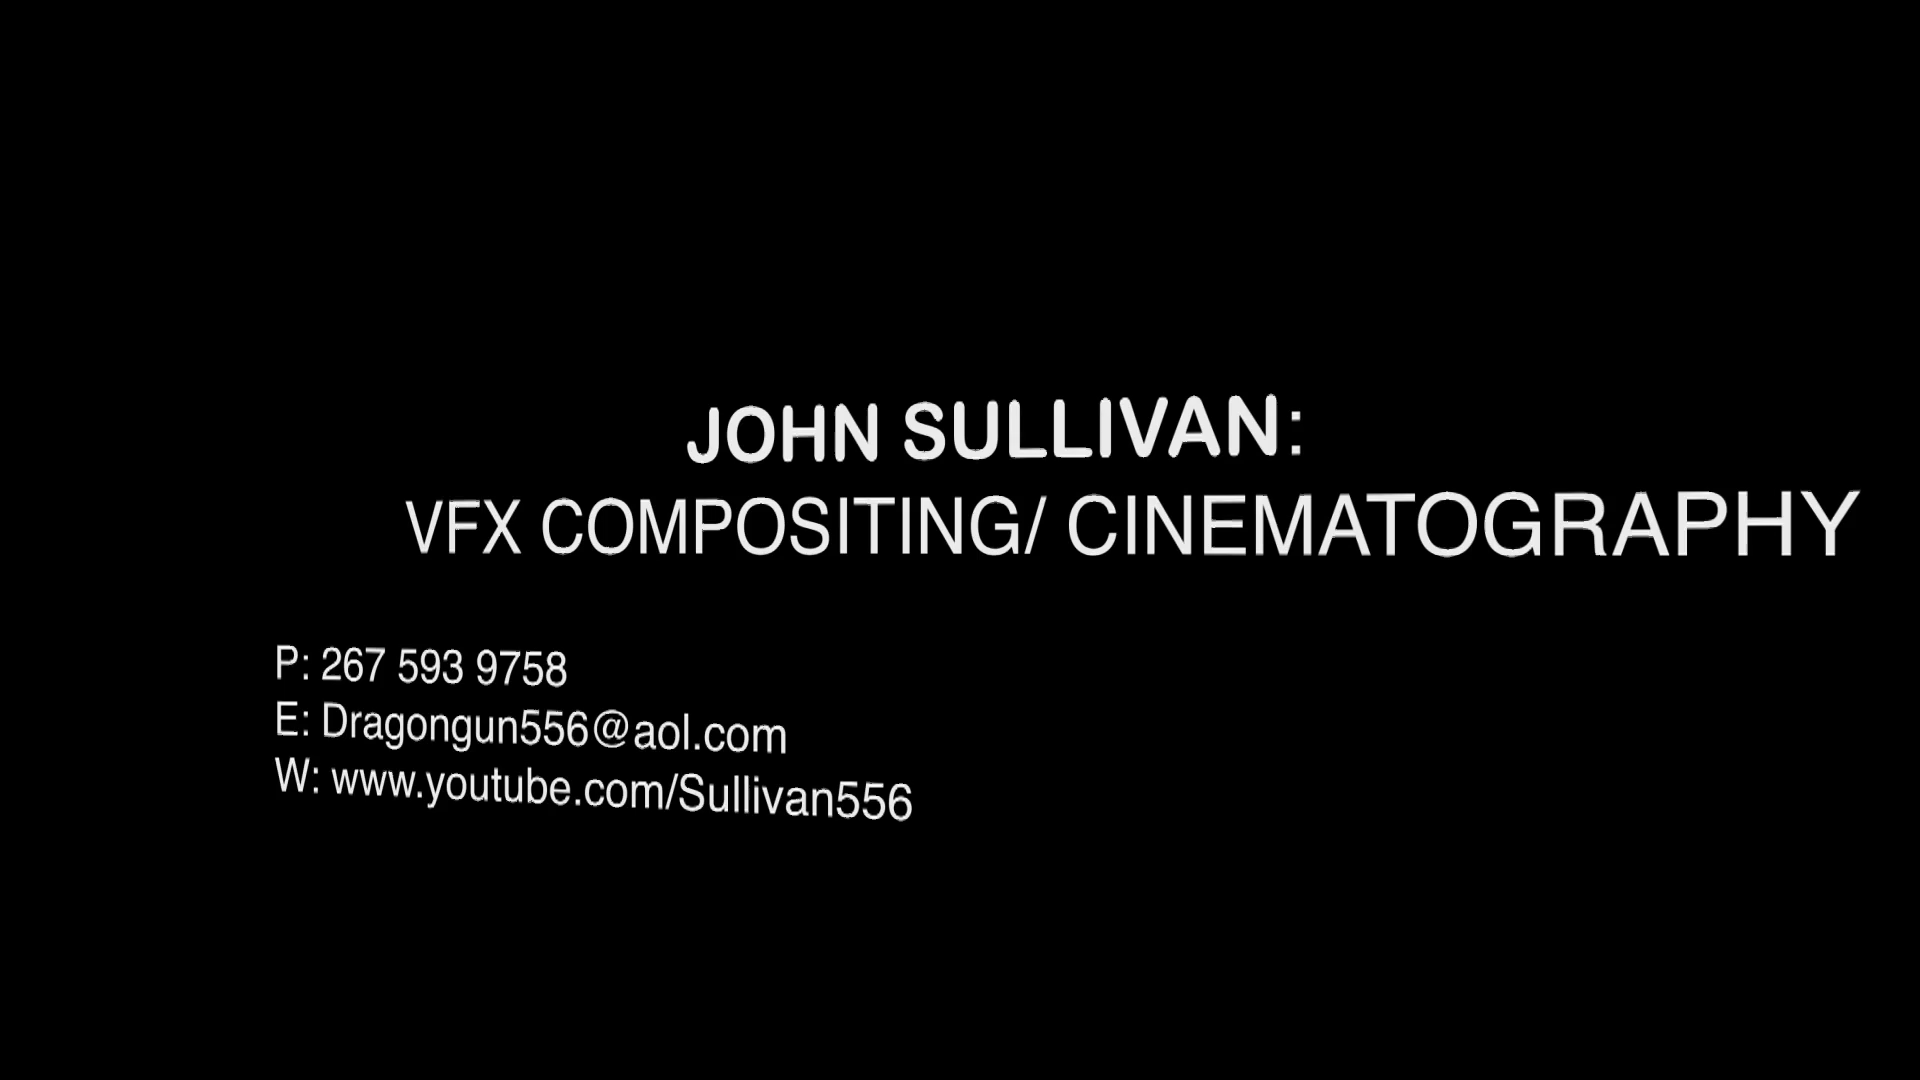 JOHN SULLIVAN:
VFX COMPOSITING/ CINEMATOGRAPHY
P: 267 593 9758
E: Dragongun556@aol.com
W: www.youtube.com/Sullivan556